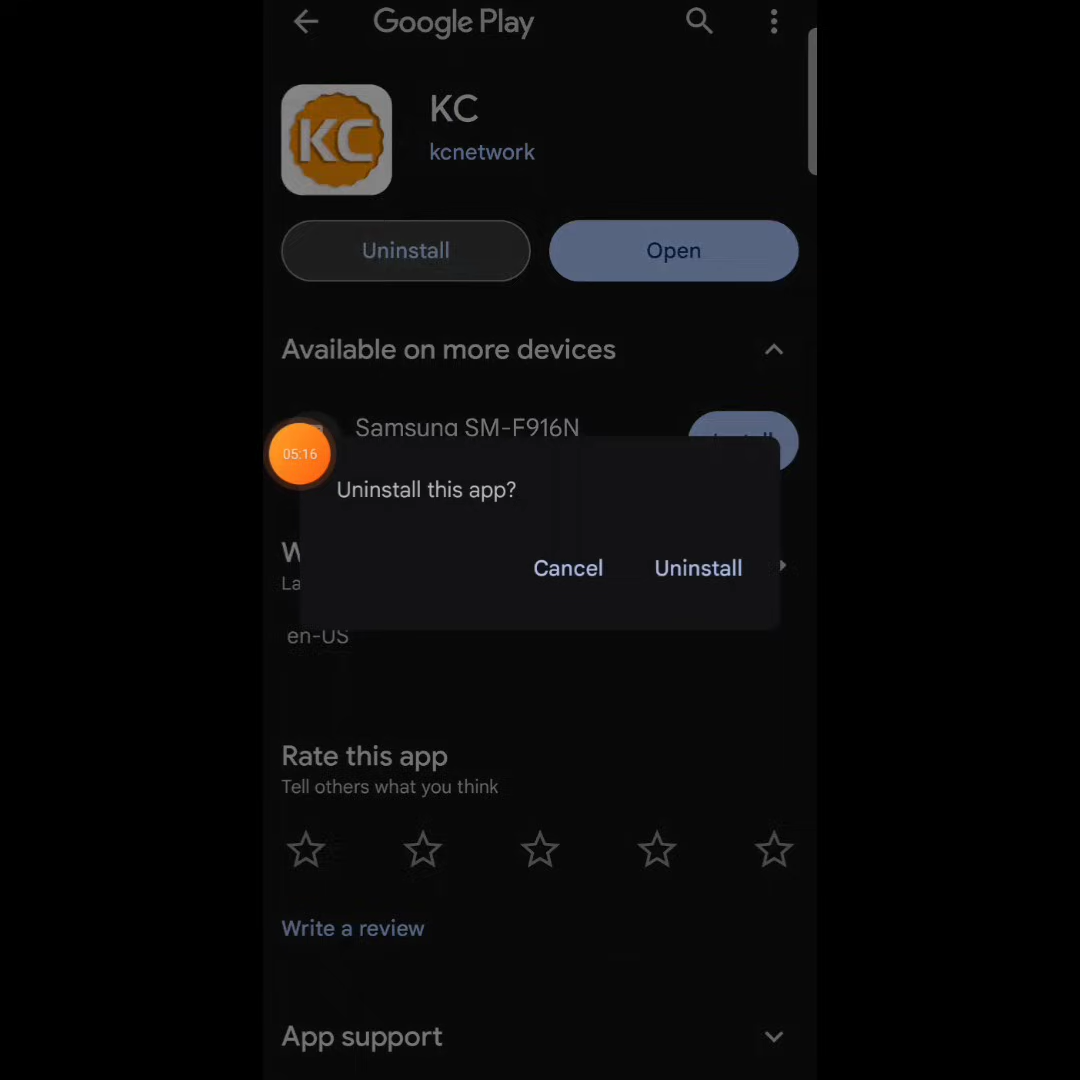 Google Play
KC
KC
kcnetwork
Uninstall
Open
Available on more devices
Samsung SM-F916N
05:16
Uninstall this app?
Cancel
Uninstall
en-US
Rate this app
Tell others what you think
Write a review
App support